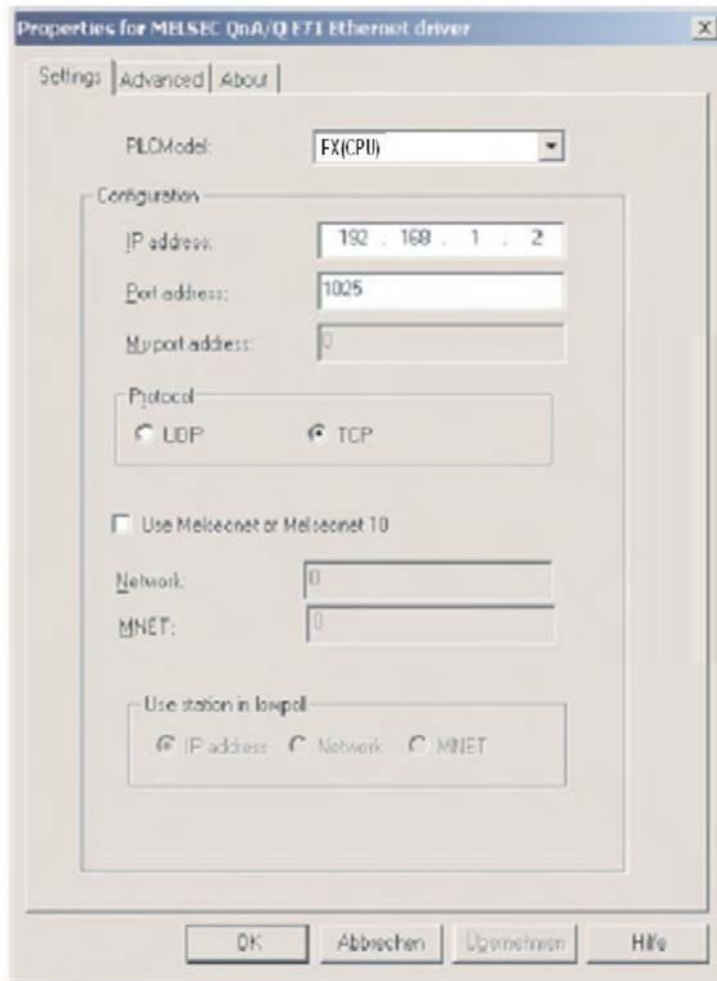 Properties for MELSEC QnA/Q E71 Ethernet driver
Settings Advanced About
PLCModel: FX(CPU)
Configuration
IP address: 192 . 168 . 1 . 2
Port address: 1025
My port address: 0
Protocol
UDP TCP
Use Melsecnet or Melsecnet 10
Network: 0
MNET: 0
Use station in lowpoll
IP address Network MNET
OK Abbrechen Übernehmen Hilfe